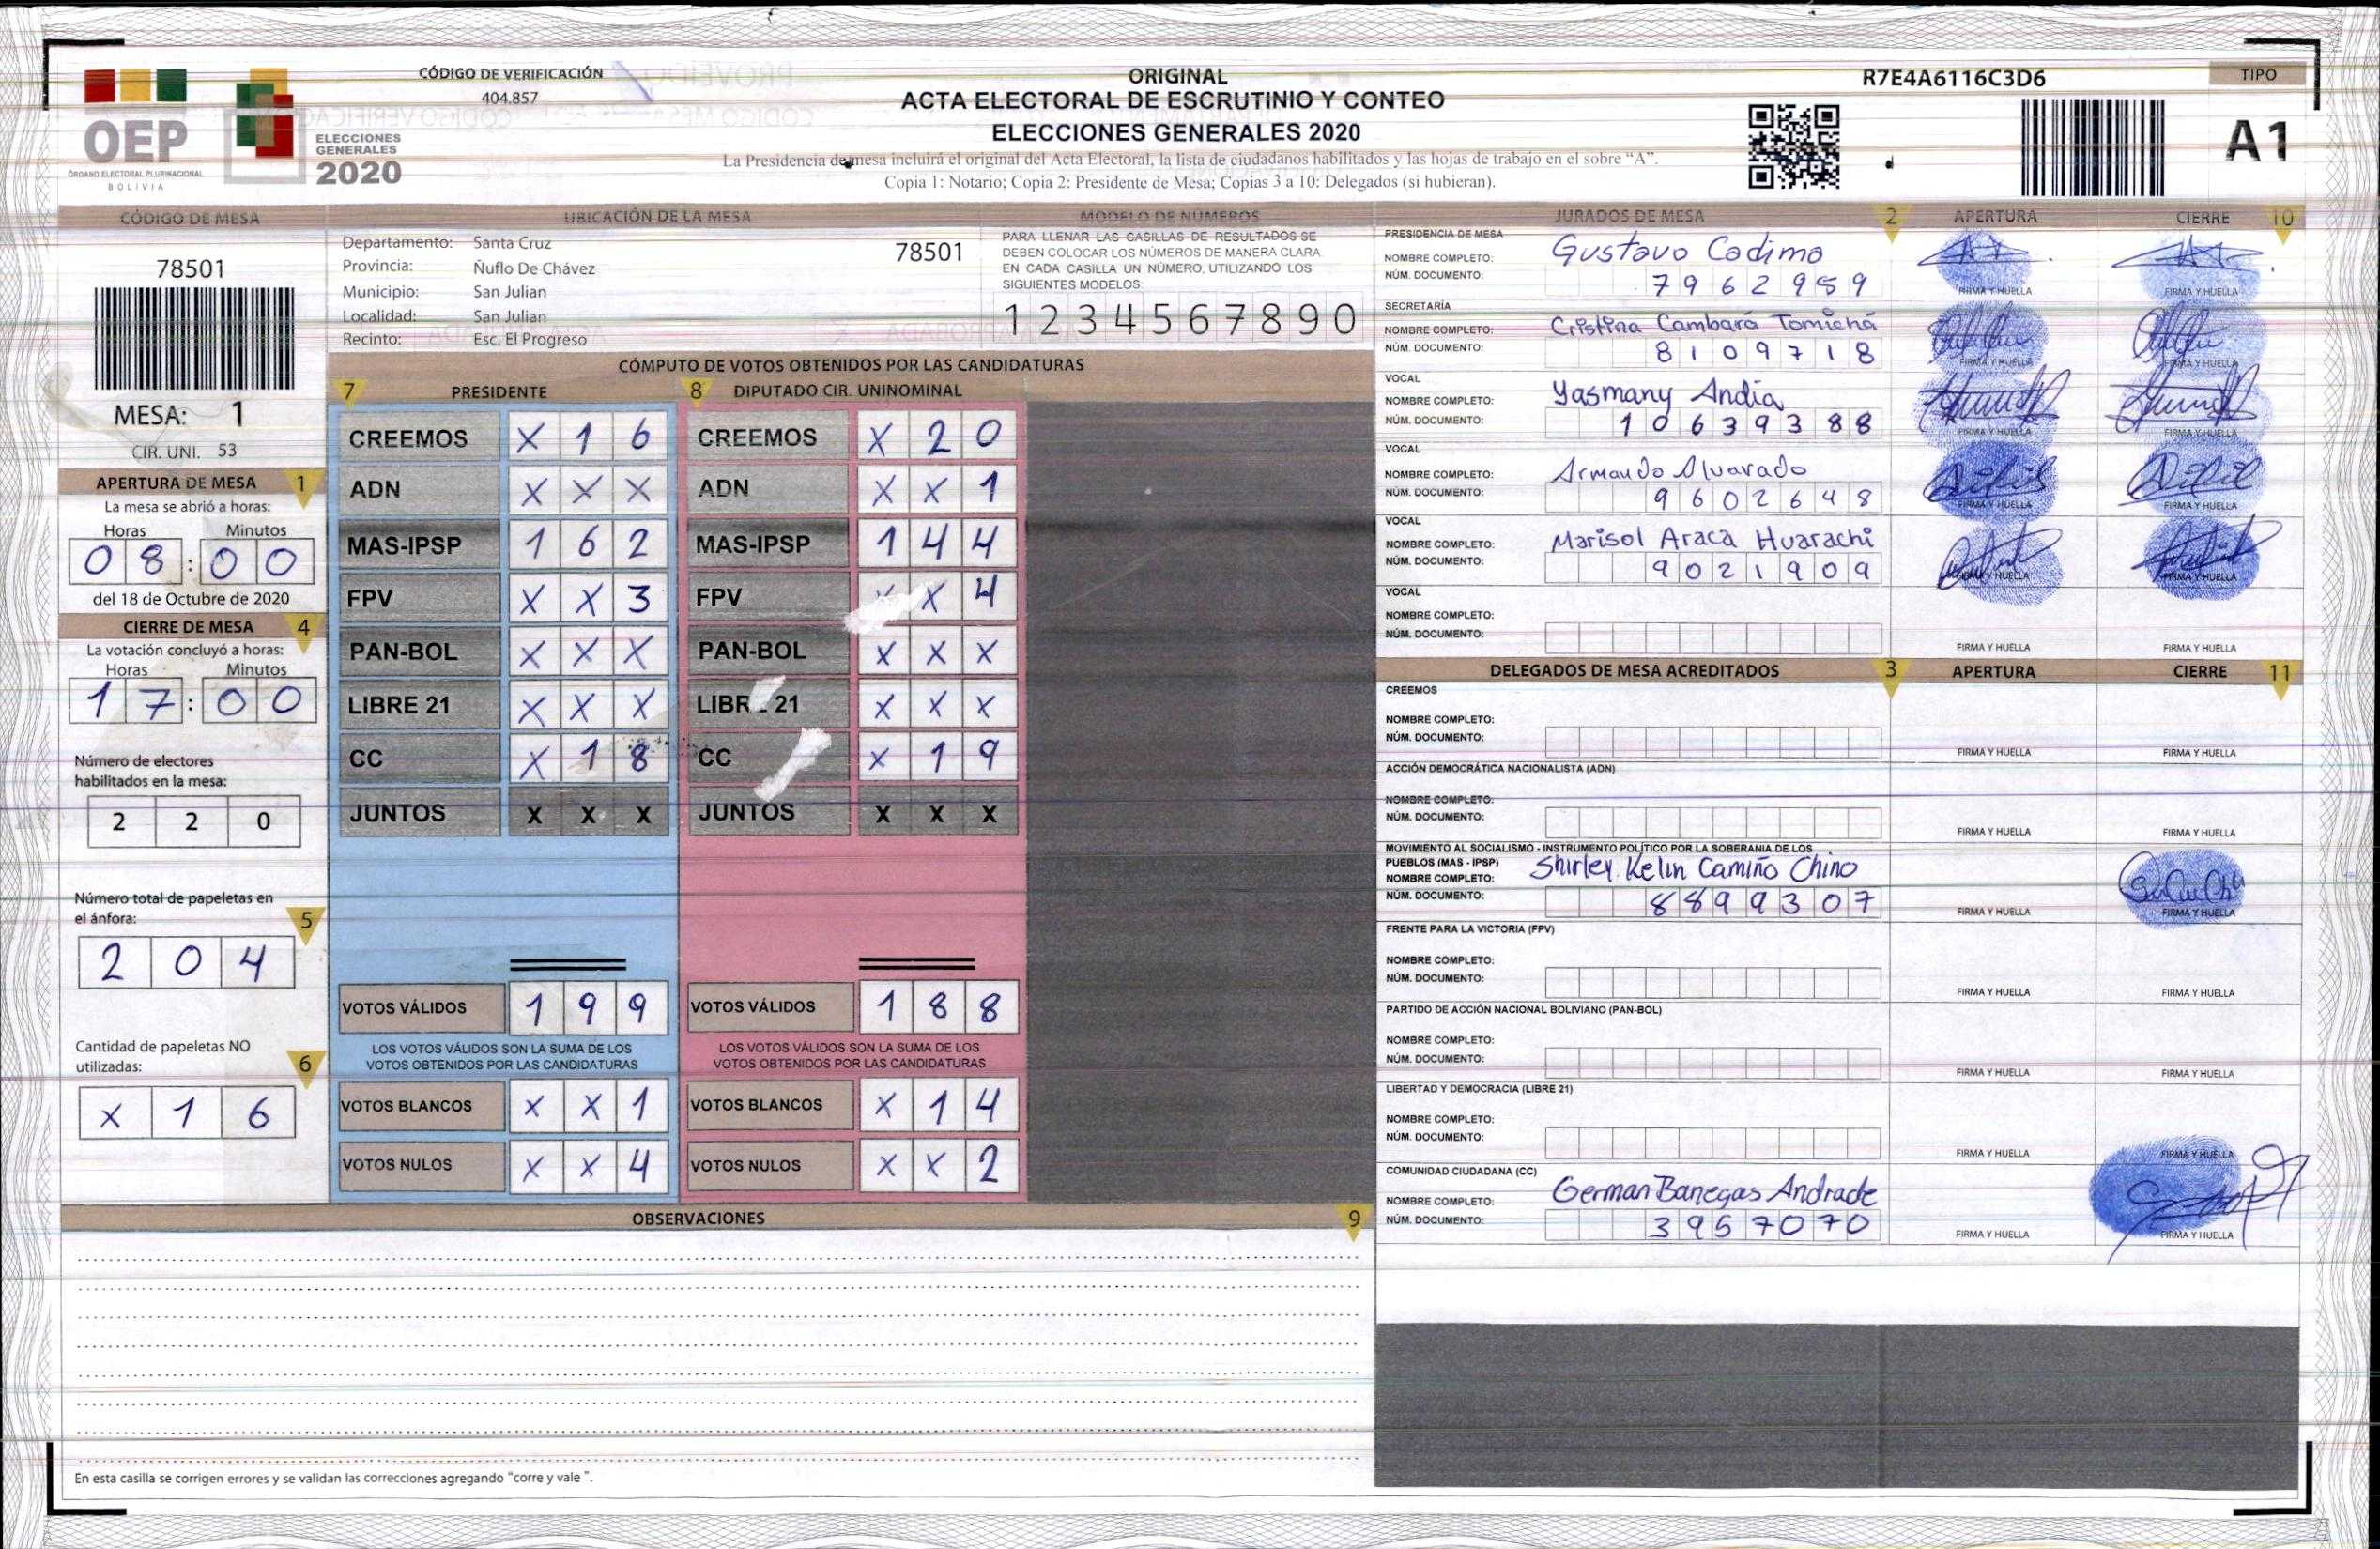 CÓDIGO DE VERIFICACIÓN
404.857
OEP
ÓRGANO ELECTORAL PLURINACIONAL
BOLIVIA
ELECCIONES
GENERALES
2020
ORIGINAL
ACTA ELECTORAL DE ESCRUTINIO Y CONTEO
ELECCIONES GENERALES 2020
La Presidencia de mesa incluirá el original del Acta Electoral, la lista de ciudadanos habilitados y las hojas de trabajo en el sobre “A”.
Copia 1: Notario; Copia 2: Presidente de Mesa; Copias 3 a 10: Delegados (si hubieran).
R7E4A6116C3D6
TIPO
A1
CÓDIGO DE MESA
78501
MESA: 1
CIR. UNI. 53
APERTURA DE MESA 1
La mesa se abrió a horas:
Horas Minutos
08:00
del 18 de Octubre de 2020
CIERRE DE MESA 4
La votación concluyó a horas:
Horas Minutos
17:00
Número de electores
habilitados en la mesa:
2 2 0
Número total de papeletas en
el ánfora: 5
2 0 4
Cantidad de papeletas NO
utilizadas: 6
X 1 6
UBICACIÓN DE LA MESA
Departamento: Santa Cruz 78501
Provincia: Ñuflo De Chávez
Municipio: San Julian
Localidad: San Julian
Recinto: Esc. El Progreso
MODELO DE NÚMEROS
PARA LLENAR LAS CASILLAS DE RESULTADOS SE
DEBEN COLOCAR LOS NÚMEROS DE MANERA CLARA
EN CADA CASILLA UN NÚMERO, UTILIZANDO LOS
SIGUIENTES MODELOS
1 2 3 4 5 6 7 8 9 0
CÓMPUTO DE VOTOS OBTENIDOS POR LAS CANDIDATURAS
7 PRESIDENTE 8 DIPUTADO CIR. UNINOMINAL
CREEMOS X 1 6 CREEMOS X 2 0
ADN X X X ADN X X 1
MAS-IPSP 1 6 2 MAS-IPSP 1 4 4
FPV X X 3 FPV X X 4
PAN-BOL X X X PAN-BOL X X X
LIBRE 21 X X X LIBRE 21 X X X
CC X 1 8 CC X 1 9
JUNTOS X X X JUNTOS X X X
VOTOS VÁLIDOS 1 9 9 VOTOS VÁLIDOS 1 8 8
LOS VOTOS VÁLIDOS SON LA SUMA DE LOS LOS VOTOS VÁLIDOS SON LA SUMA DE LOS
VOTOS OBTENIDOS POR LAS CANDIDATURAS VOTOS OBTENIDOS POR LAS CANDIDATURAS
VOTOS BLANCOS X X 1 VOTOS BLANCOS X 1 4
VOTOS NULOS X X 4 VOTOS NULOS X X 2
OBSERVACIONES 9
En esta casilla se corrigen errores y se validan las correcciones agregando “corre y vale ”.
JURADOS DE MESA 2 APERTURA CIERRE 10
PRESIDENCIA DE MESA
NOMBRE COMPLETO: Gustavo Codimo
NÚM. DOCUMENTO: 7962959
FIRMA Y HUELLA FIRMA Y HUELLA
SECRETARÍA
NOMBRE COMPLETO: Cristina Cambará Tomichá
NÚM. DOCUMENTO: 8109718
FIRMA Y HUELLA FIRMA Y HUELLA
VOCAL
NOMBRE COMPLETO: Yasmany Andia
NÚM. DOCUMENTO: 10639388
FIRMA Y HUELLA FIRMA Y HUELLA
VOCAL
NOMBRE COMPLETO: Armando Alvarado
NÚM. DOCUMENTO: 9602648
FIRMA Y HUELLA FIRMA Y HUELLA
VOCAL
NOMBRE COMPLETO: Marisol Araca Huarachi
NÚM. DOCUMENTO: 9021909
FIRMA Y HUELLA FIRMA Y HUELLA
VOCAL
NOMBRE COMPLETO:
NÚM. DOCUMENTO:
FIRMA Y HUELLA FIRMA Y HUELLA
DELEGADOS DE MESA ACREDITADOS 3 APERTURA CIERRE 11
CREEMOS
NOMBRE COMPLETO:
NÚM. DOCUMENTO:
FIRMA Y HUELLA FIRMA Y HUELLA
ACCIÓN DEMOCRÁTICA NACIONALISTA (ADN)
NOMBRE COMPLETO:
NÚM. DOCUMENTO:
FIRMA Y HUELLA FIRMA Y HUELLA
MOVIMIENTO AL SOCIALISMO - INSTRUMENTO POLÍTICO POR LA SOBERANIA DE LOS
PUEBLOS (MAS - IPSP)
NOMBRE COMPLETO: Shirley Kelin Camiño Chino
NÚM. DOCUMENTO: 8899307
FIRMA Y HUELLA FIRMA Y HUELLA
FRENTE PARA LA VICTORIA (FPV)
NOMBRE COMPLETO:
NÚM. DOCUMENTO:
FIRMA Y HUELLA FIRMA Y HUELLA
PARTIDO DE ACCIÓN NACIONAL BOLIVIANO (PAN-BOL)
NOMBRE COMPLETO:
NÚM. DOCUMENTO:
FIRMA Y HUELLA FIRMA Y HUELLA
LIBERTAD Y DEMOCRACIA (LIBRE 21)
NOMBRE COMPLETO:
NÚM. DOCUMENTO:
FIRMA Y HUELLA FIRMA Y HUELLA
COMUNIDAD CIUDADANA (CC)
NOMBRE COMPLETO: German Banegas Andrade
NÚM. DOCUMENTO: 3957070
FIRMA Y HUELLA FIRMA Y HUELLA